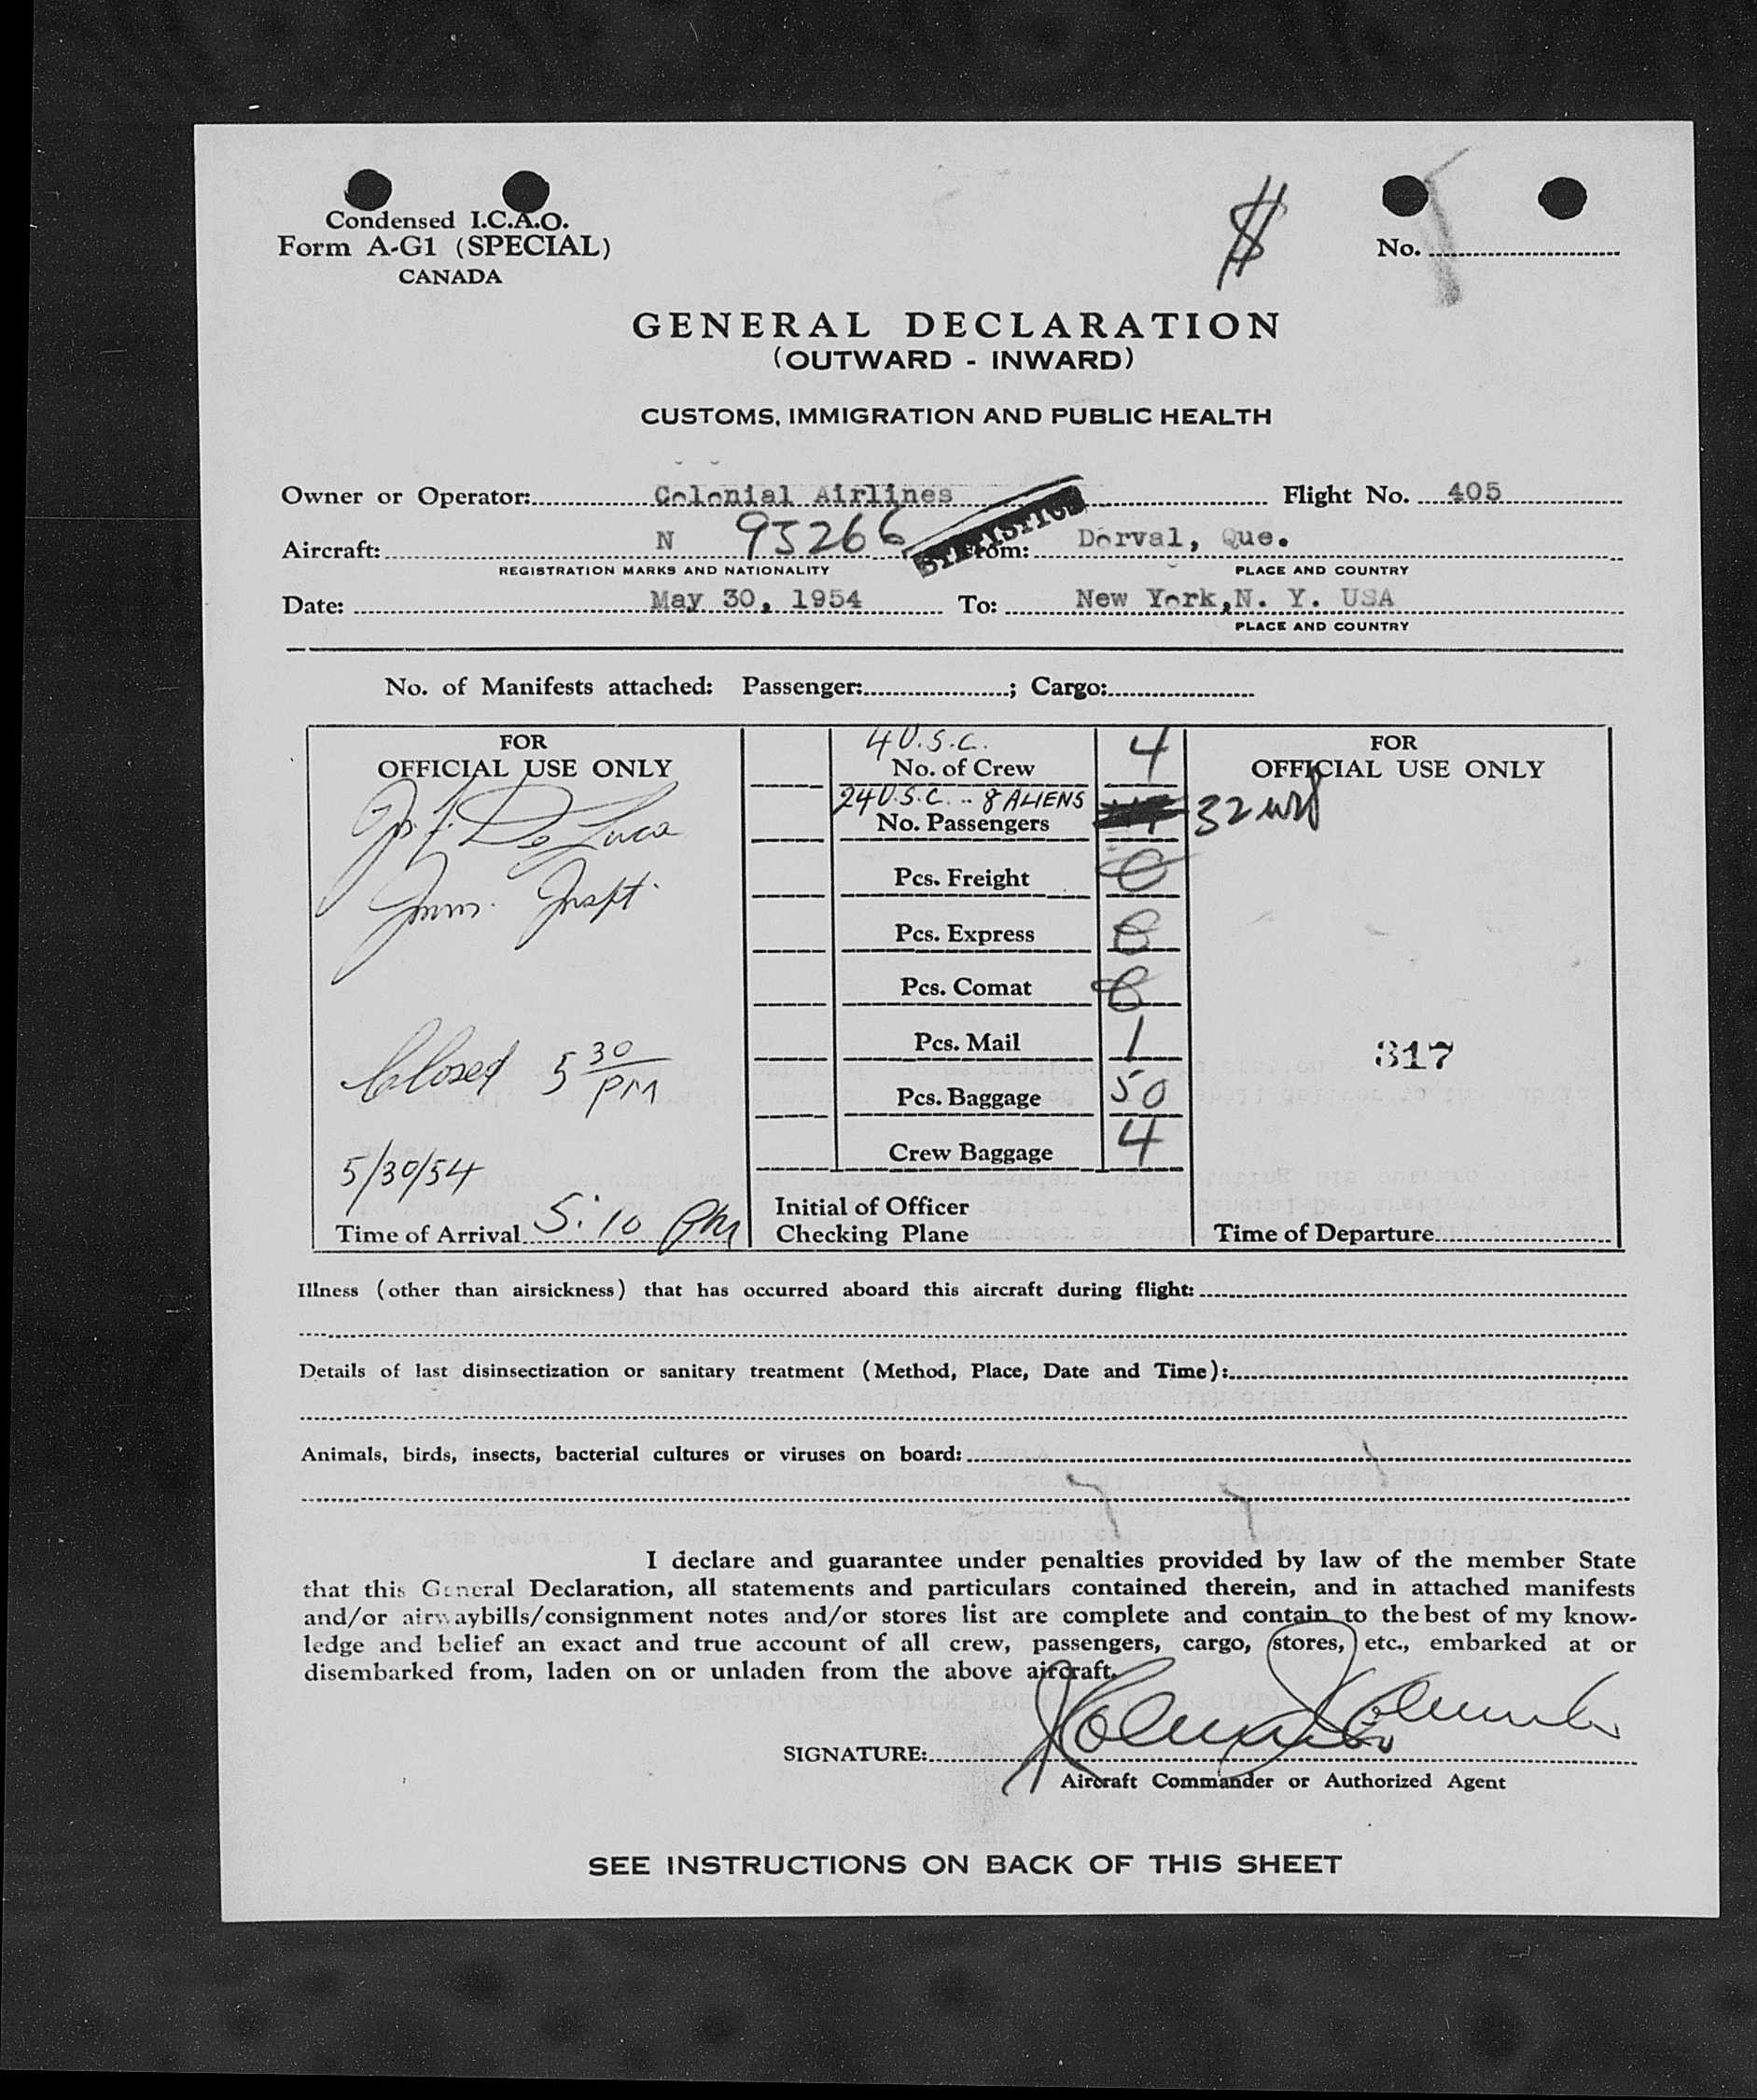 Condensed I.C.A.O.
Form A-G1 (SPECIAL)
CANADA
$
No.
GENERAL DECLARATION
(OUTWARD - INWARD)
CUSTOMS, IMMIGRATION AND PUBLIC HEALTH
Owner or Operator: Colonial Airlines Flight No. 405
STATISTICS
Aircraft: N 95266 From: Dorval, Que.
REGISTRATION MARKS AND NATIONALITY PLACE AND COUNTRY
Date: May 30, 1954 To: New York, N. Y. USA
PLACE AND COUNTRY
No. of Manifests attached: Passenger: ; Cargo:
FOR
OFFICIAL USE ONLY
De Luca
Imm. Inspt.
Closed 5 30 PM
5/30/54
Time of Arrival 5:10 PM
4 U.S.C.
No. of Crew 4
24 U.S.C. .. 8 ALIENS
No. Passengers 32
Pcs. Freight 0
Pcs. Express 0
Pcs. Comat 0
Pcs. Mail 1
Pcs. Baggage 50
Crew Baggage 4
Initial of Officer
Checking Plane
FOR
OFFICIAL USE ONLY
317
Time of Departure
Illness (other than airsickness) that has occurred aboard this aircraft during flight:
Details of last disinsectization or sanitary treatment (Method, Place, Date and Time):
Animals, birds, insects, bacterial cultures or viruses on board:
I declare and guarantee under penalties provided by law of the member State
that this General Declaration, all statements and particulars contained therein, and in attached manifests
and/or airwaybills/consignment notes and/or stores list are complete and contain to the best of my know-
ledge and belief an exact and true account of all crew, passengers, cargo, stores, etc., embarked at or
disembarked from, laden on or unladen from the above aircraft.
SIGNATURE:
Aircraft Commander or Authorized Agent
SEE INSTRUCTIONS ON BACK OF THIS SHEET